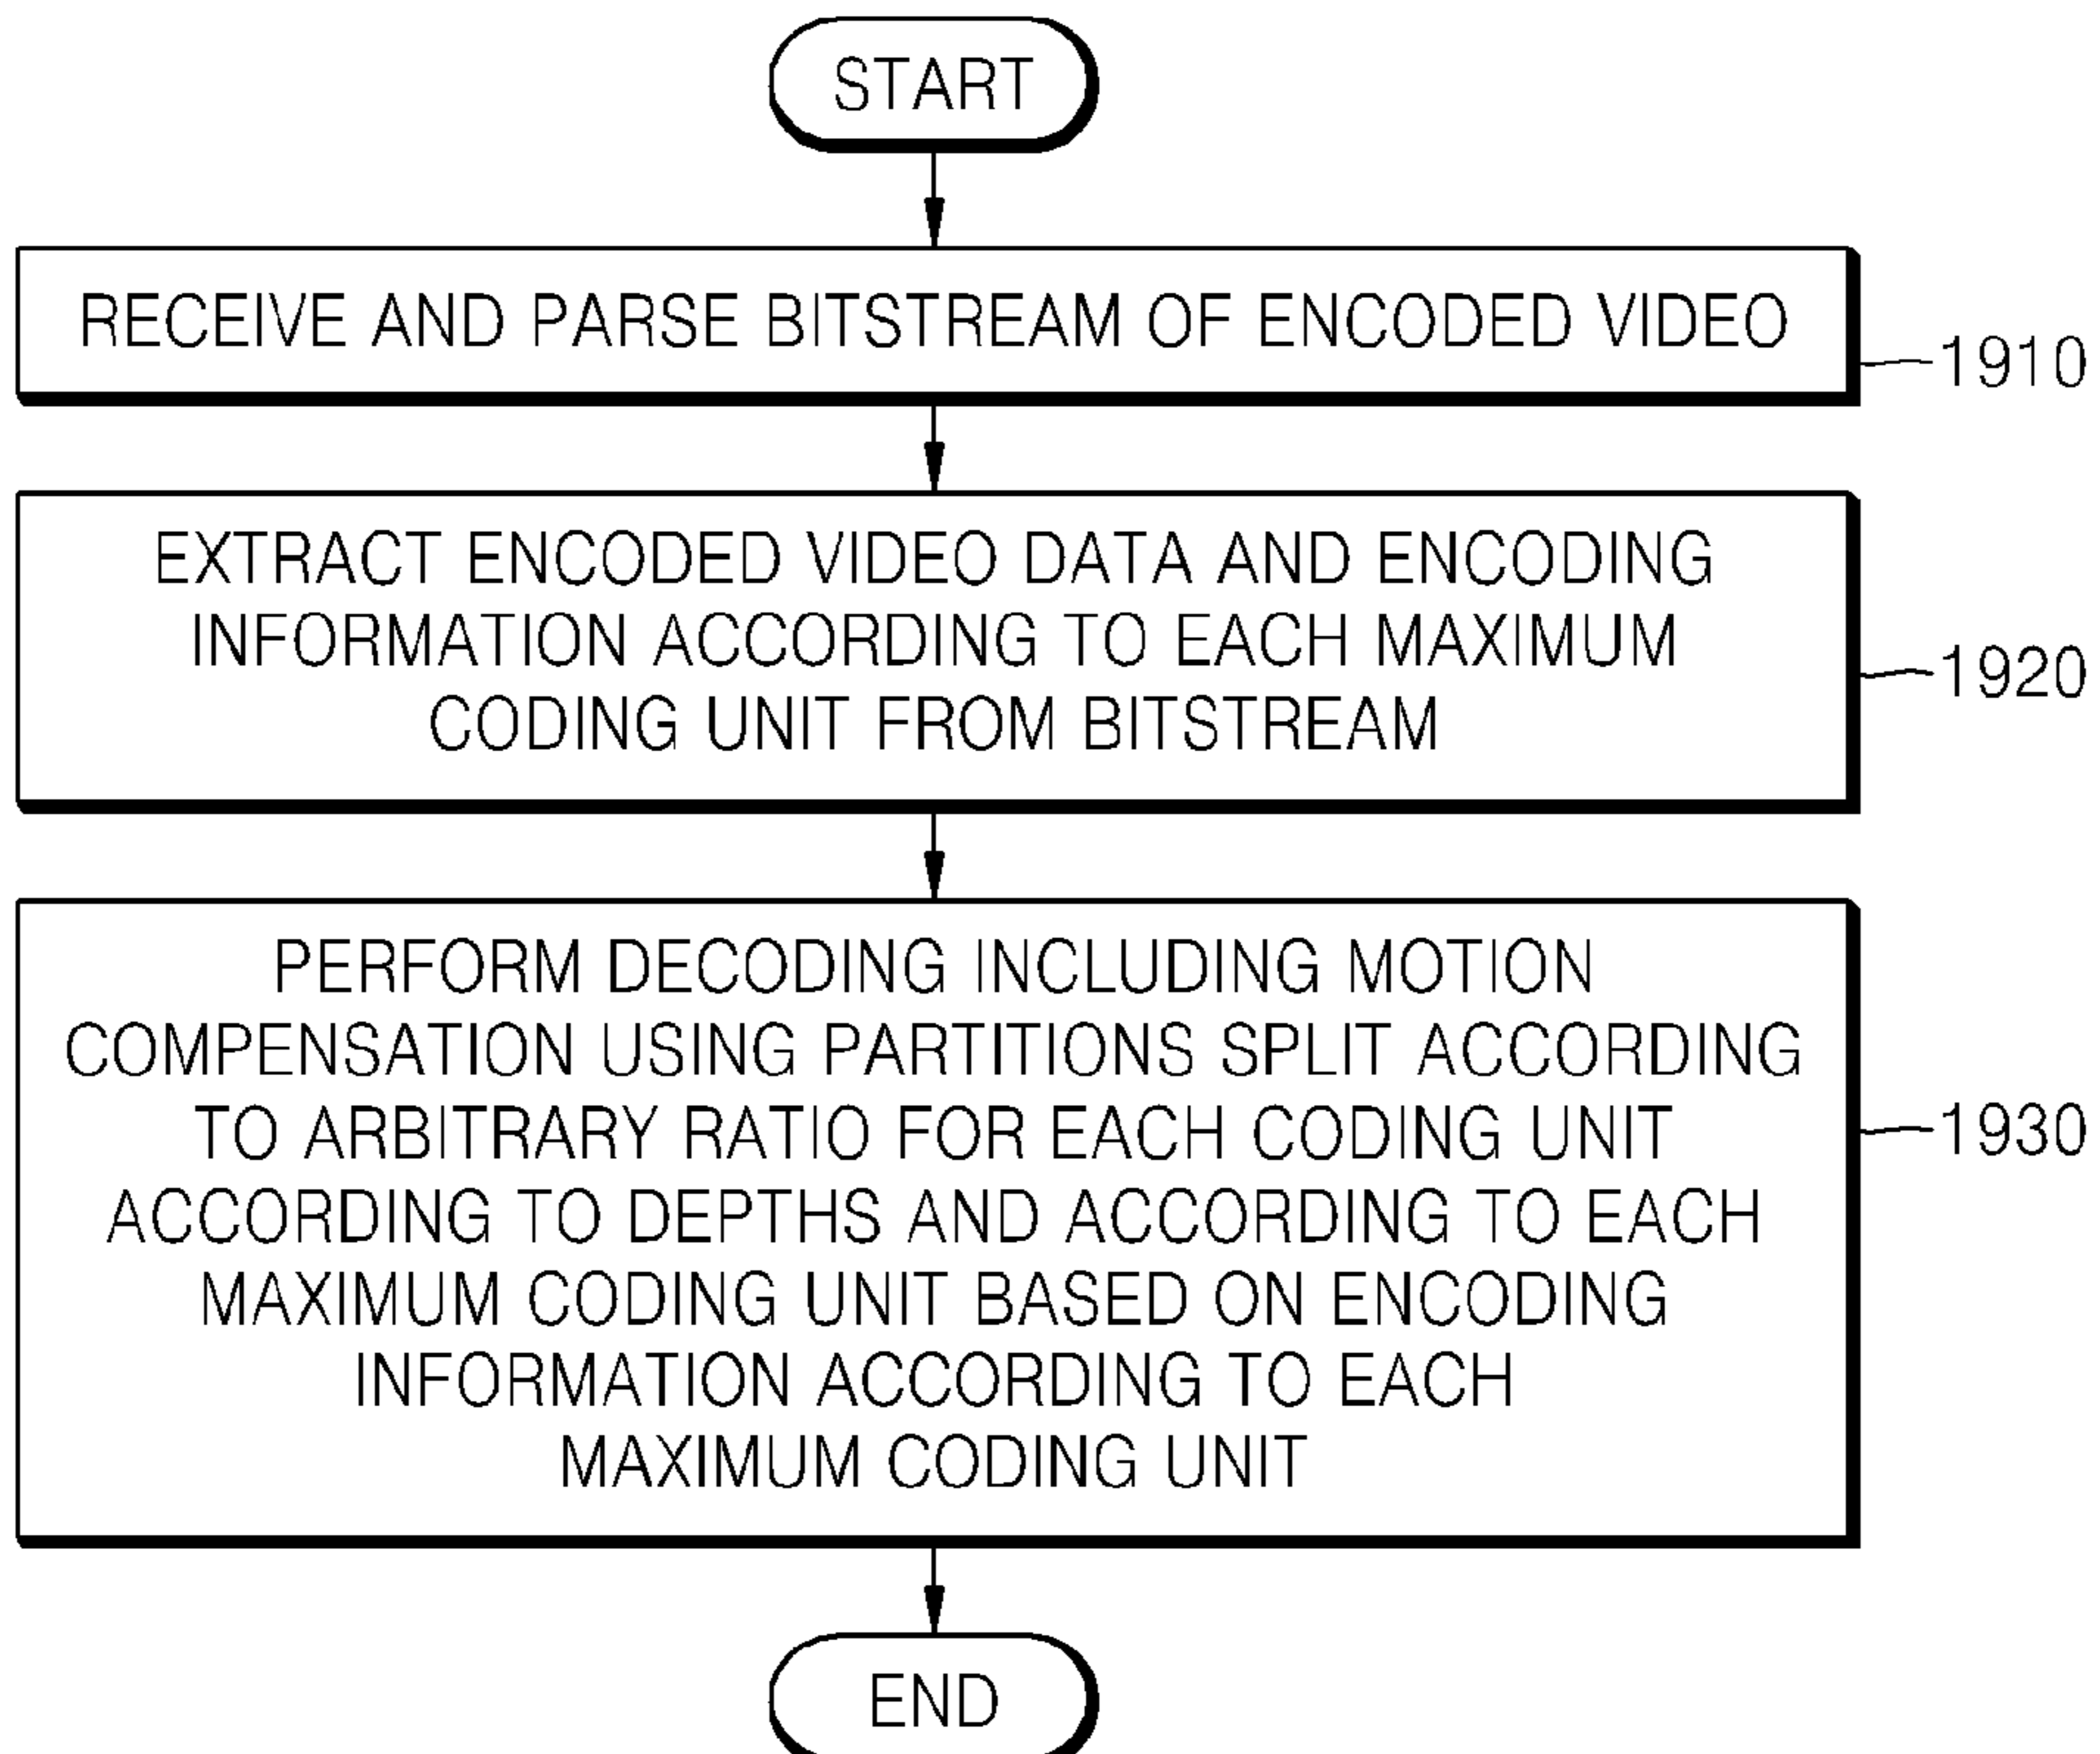 START
RECEIVE AND PARSE BITSTREAM OF ENCODED VIDEO
1910
EXTRACT ENCODED VIDEO DATA AND ENCODING
INFORMATION ACCORDING TO EACH MAXIMUM
CODING UNIT FROM BITSTREAM
1920
PERFORM DECODING INCLUDING MOTION
COMPENSATION USING PARTITIONS SPLIT ACCORDING
TO ARBITRARY RATIO FOR EACH CODING UNIT
ACCORDING TO DEPTHS AND ACCORDING TO EACH
MAXIMUM CODING UNIT BASED ON ENCODING
INFORMATION ACCORDING TO EACH
MAXIMUM CODING UNIT
1930
END